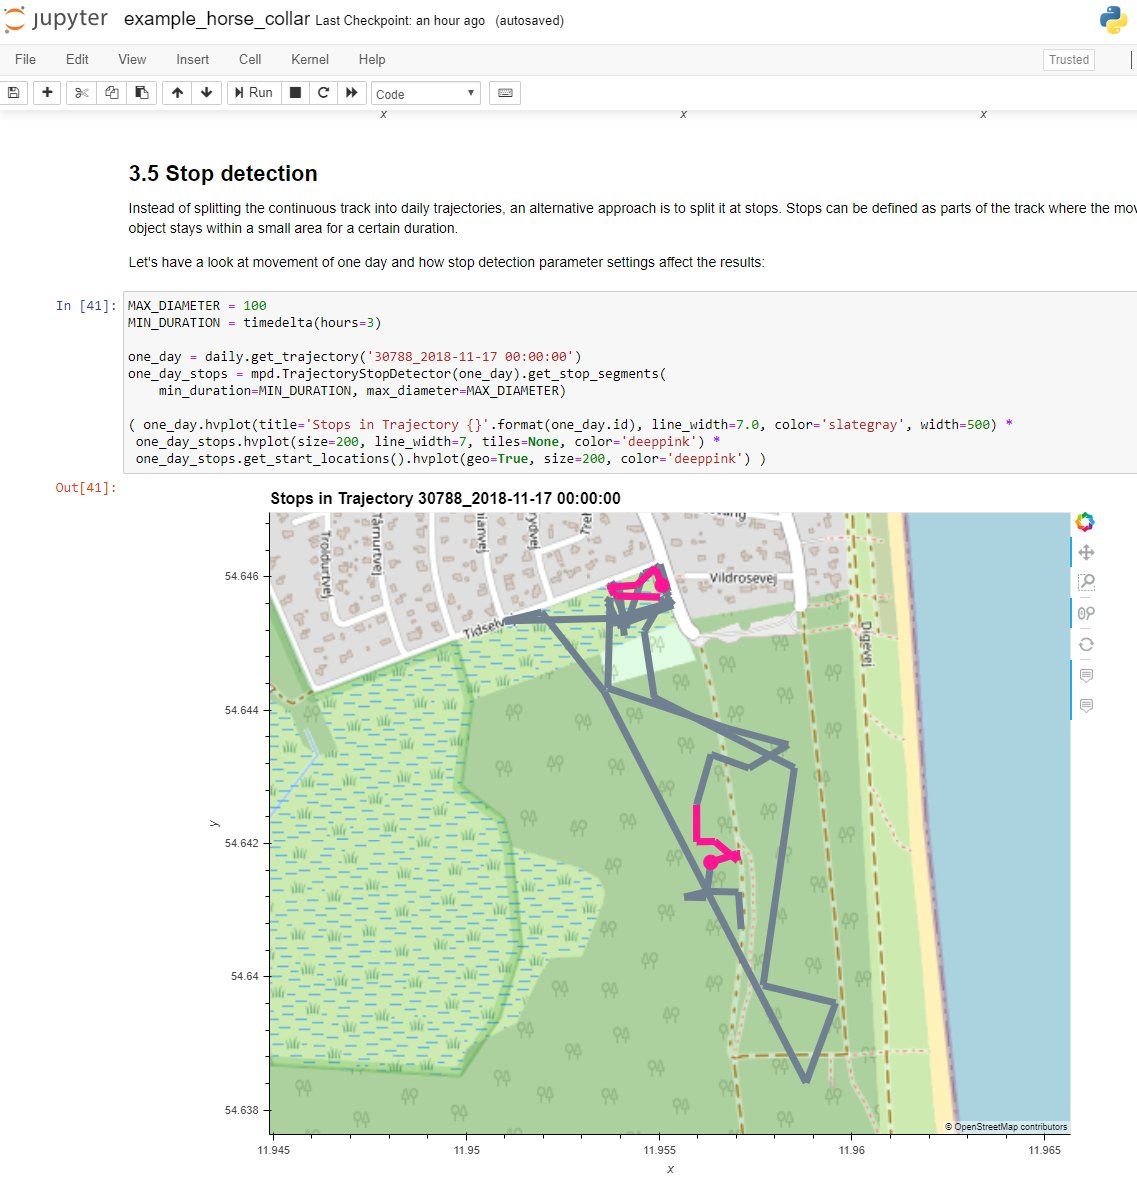 jupyter example_horse_collar Last Checkpoint: an hour ago (autosaved)
File Edit View Insert Cell Kernel Help Trusted
Run Code
x x x
3.5 Stop detection
Instead of splitting the continuous track into daily trajectories, an alternative approach is to split it at stops. Stops can be defined as parts of the track where the mov
object stays within a small area for a certain duration.
Let's have a look at movement of one day and how stop detection parameter settings affect the results:
In [41]:
MAX_DIAMETER = 100
MIN_DURATION = timedelta(hours=3)
one_day = daily.get_trajectory('30788_2018-11-17 00:00:00')
one_day_stops = mpd.TrajectoryStopDetector(one_day).get_stop_segments(
min_duration=MIN_DURATION, max_diameter=MAX_DIAMETER)
( one_day.hvplot(title='Stops in Trajectory {}'.format(one_day.id), line_width=7.0, color='slategray', width=500) *
one_day_stops.hvplot(size=200, line_width=7, tiles=None, color='deeppink') *
one_day_stops.get_start_locations().hvplot(geo=True, size=200, color='deeppink') )
Out[41]:
Stops in Trajectory 30788_2018-11-17 00:00:00
Troldurtvej
Tårnurtvej
Vildrosevej
Tidselvej
Digevej
54.646
54.644
54.642
54.64
54.638
y
© OpenStreetMap contributors
11.945 11.95 11.955 11.96 11.965
x